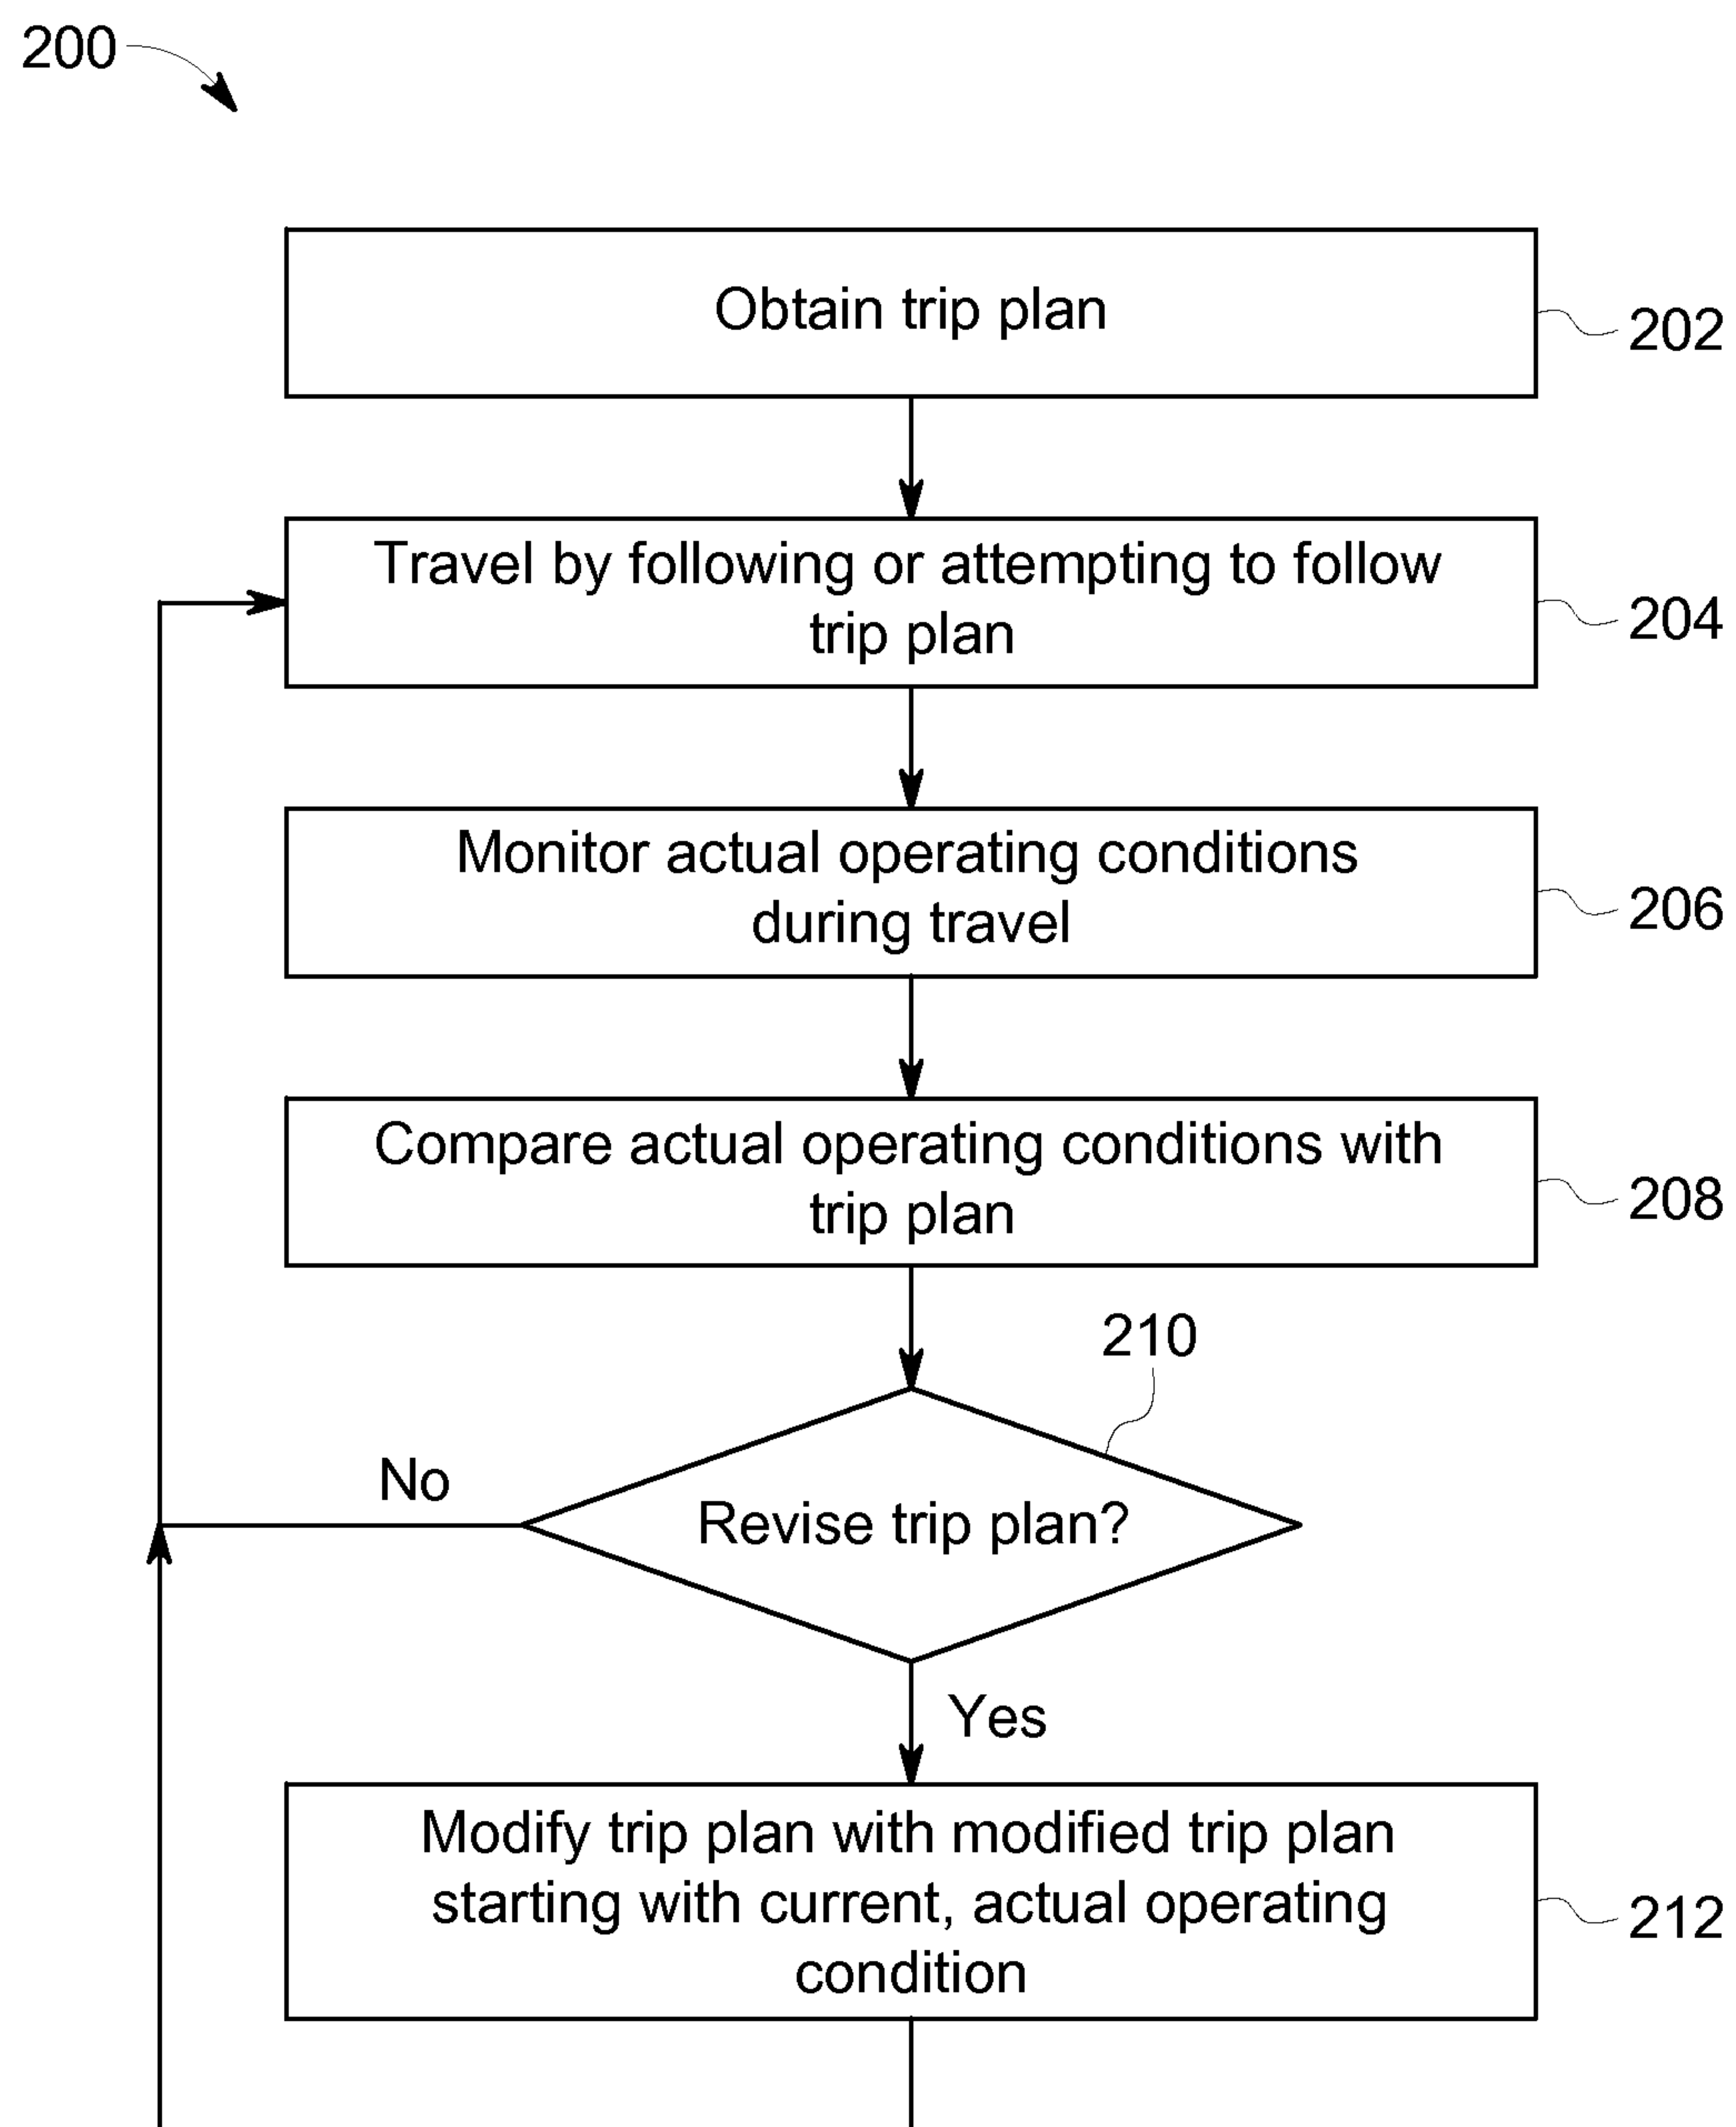 200
Obtain trip plan
202
Travel by following or attempting to follow
trip plan
204
Monitor actual operating conditions
during travel
206
Compare actual operating conditions with
trip plan
208
210
No
Revise trip plan?
Yes
Modify trip plan with modified trip plan
starting with current, actual operating
condition
212